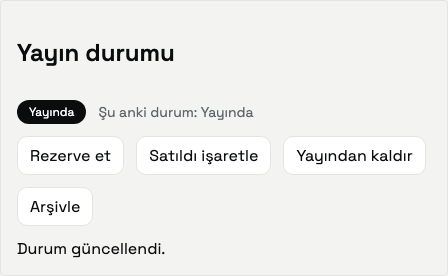 Yayın durumu
Yayında Şu anki durum: Yayında
Rezerve et Satıldı işaretle Yayından kaldır
Arşivle
Durum güncellendi.